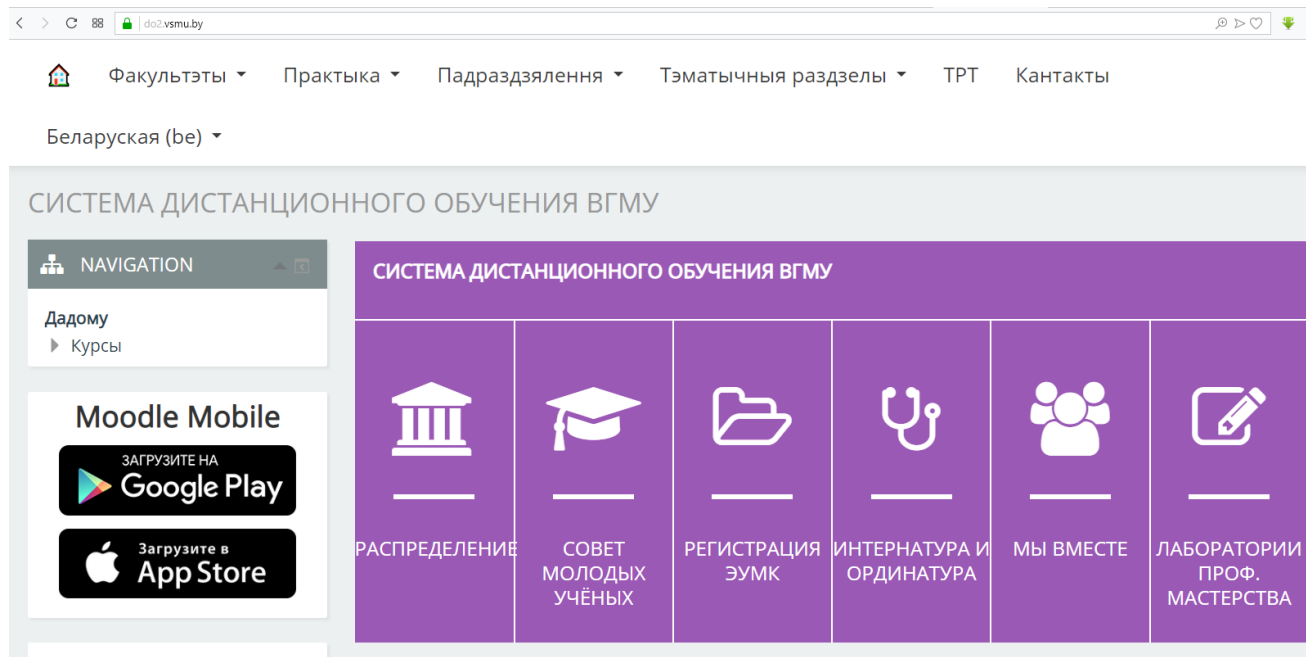 do2.vsmu.by
Факультэты Практыка Падраздзялення Тэматычныя раздзелы ТРТ Кантакты
Беларуская (be)
СИСТЕМА ДИСТАНЦИОННОГО ОБУЧЕНИЯ ВГМУ
NAVIGATION
Дадому
Курсы
Moodle Mobile
ЗАГРУЗИТЕ НА
Google Play
Загрузите в
App Store
СИСТЕМА ДИСТАНЦИОННОГО ОБУЧЕНИЯ ВГМУ
РАСПРЕДЕЛЕНИЕ
СОВЕТ
МОЛОДЫХ
УЧЁНЫХ
РЕГИСТРАЦИЯ
ЭУМК
ИНТЕРНАТУРА И
ОРДИНАТУРА
МЫ ВМЕСТЕ
ЛАБОРАТОРИИ
ПРОФ.
МАСТЕРСТВА